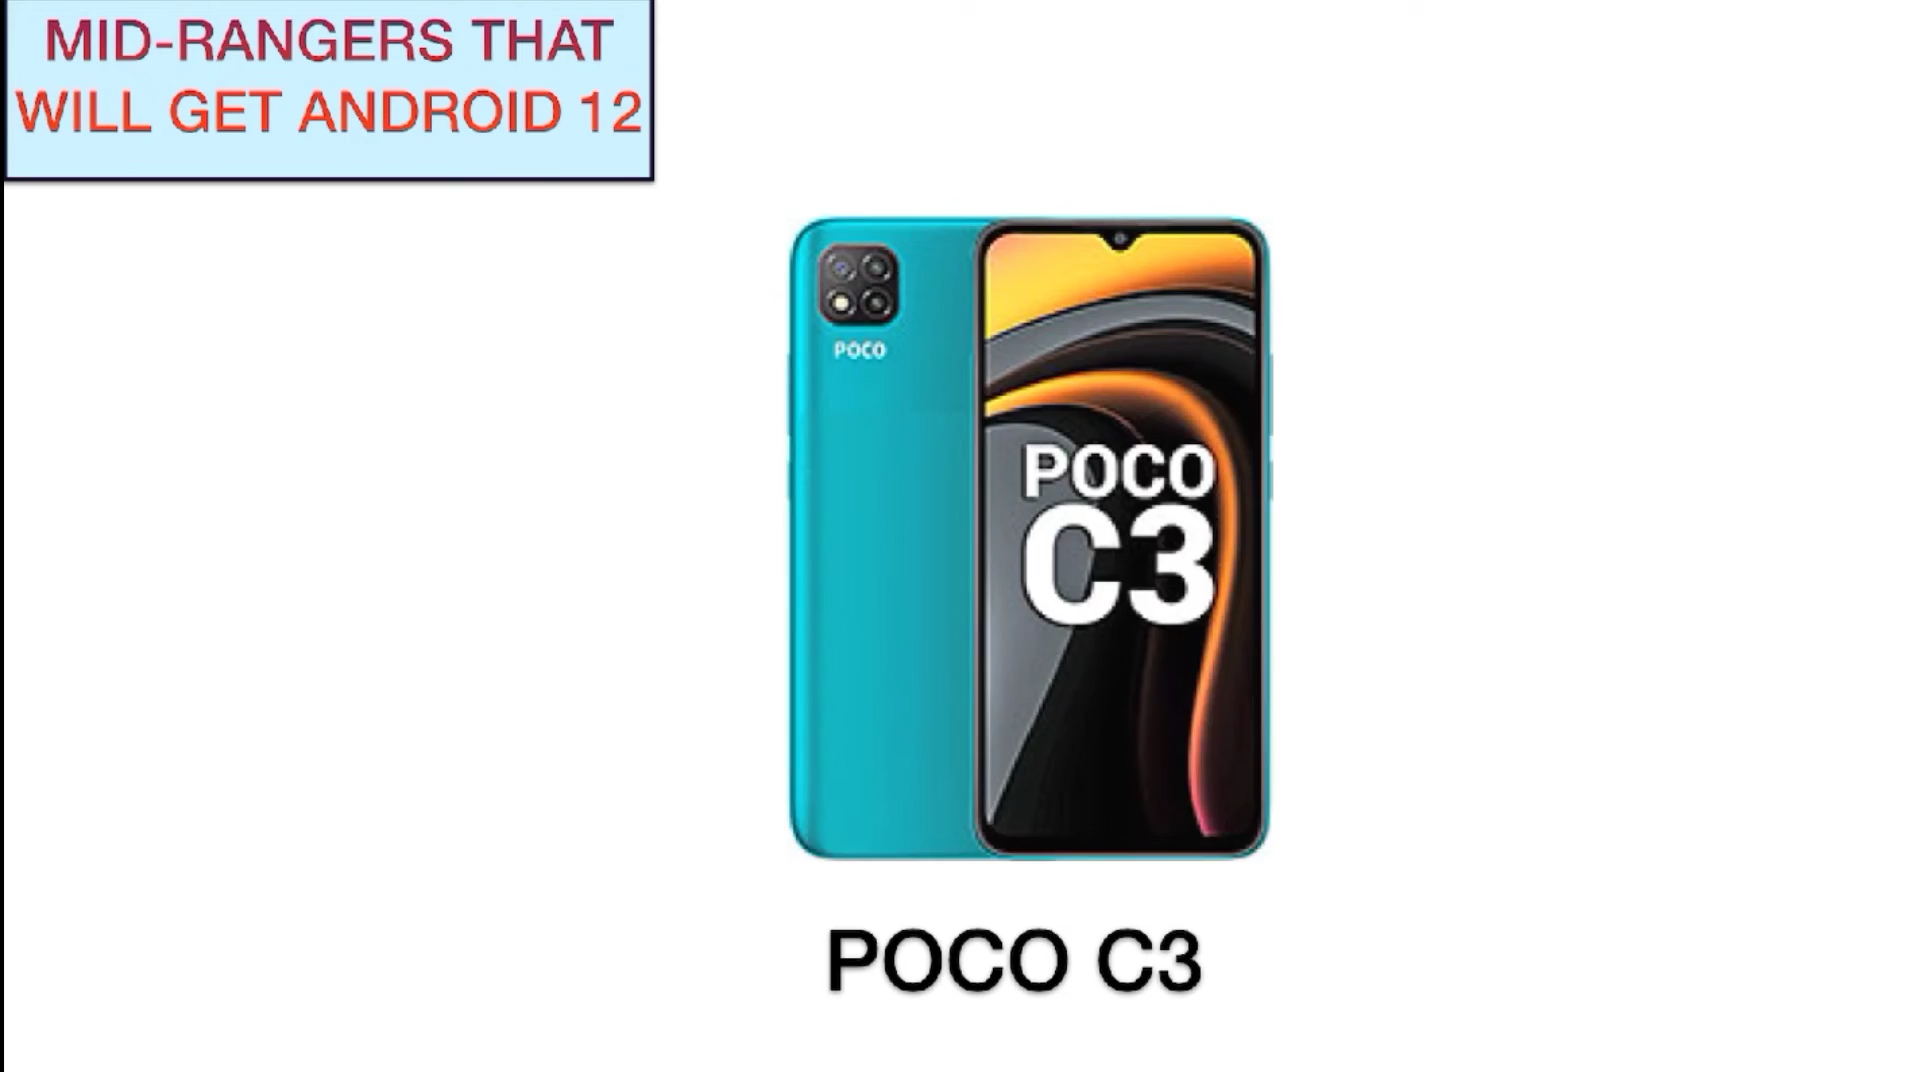 MID-RANGERS THAT
WILL GET ANDROID 12
POCO
POCO
C3
POCO C3